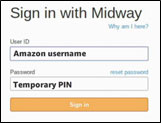 Sign in with Midway
Why am I here?
User ID
Amazon username
Password reset password
Temporary PIN
Sign in